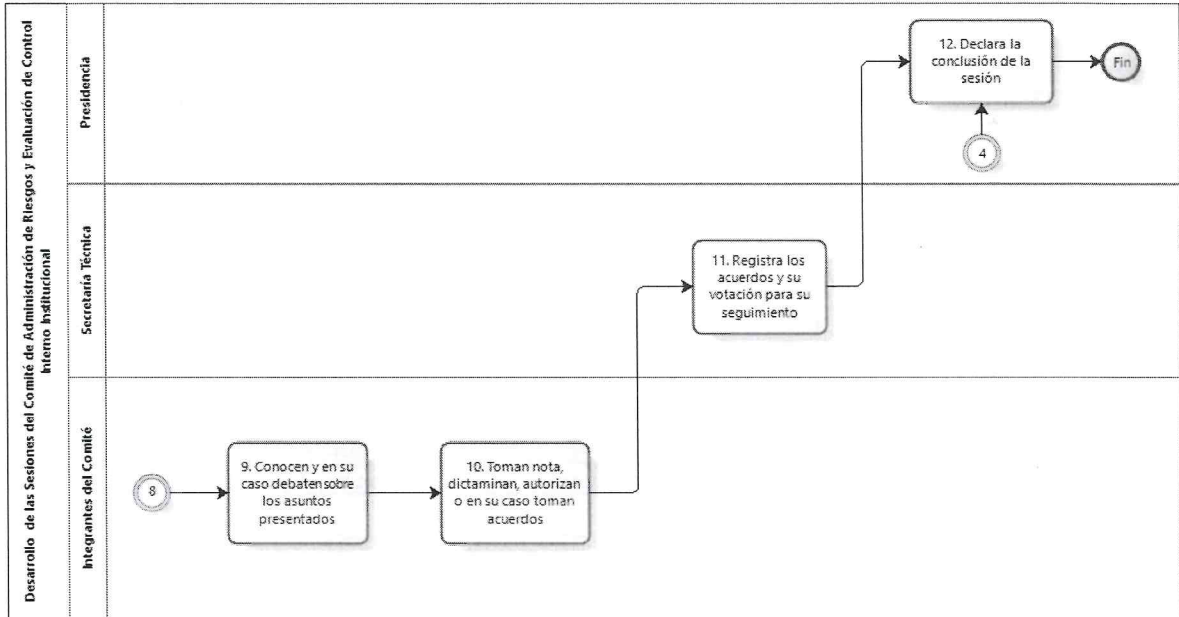 Desarrollo de las Sesiones del Comité de Administración de Riesgos y Evaluación de Control
Interno Institucional
Presidencia
12. Declara la
conclusión de la
sesión
Fin
4
Secretaría Técnica
11. Registra los
acuerdos y su
votación para su
seguimiento
Integrantes del Comité
8
9. Conocen y en su
caso debaten sobre
los asuntos
presentados
10. Toman nota,
dictaminan, autorizan
o en su caso toman
acuerdos